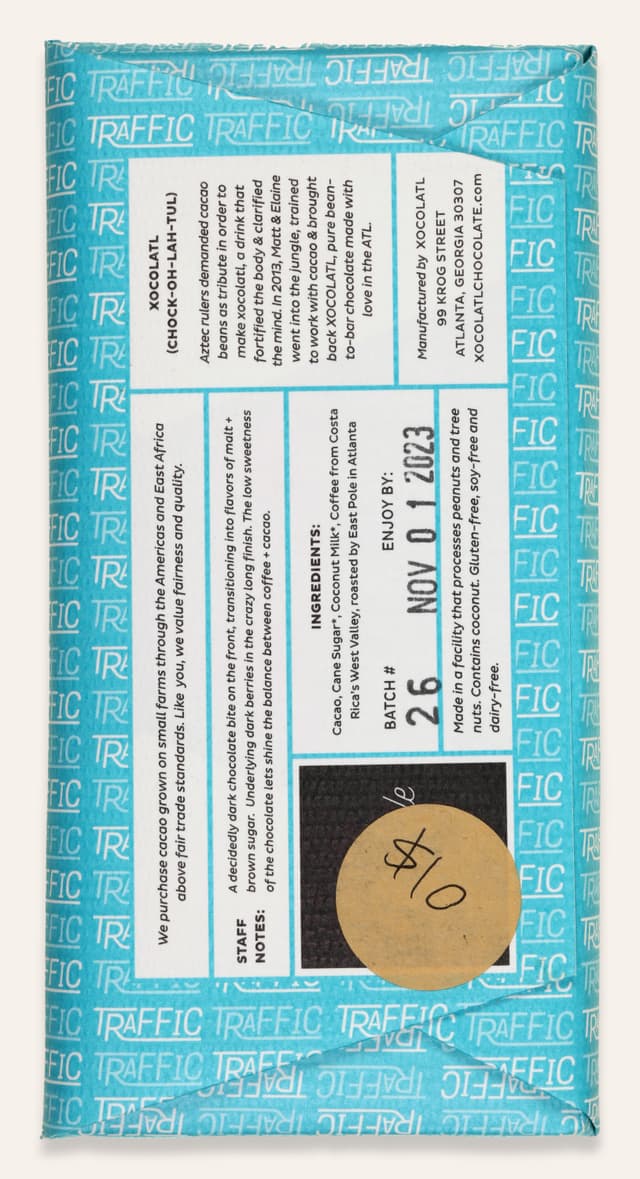 XOCOLATL
(CHOCK-OH-LAH-TUL)
Aztec rulers demanded cacao
beans as tribute in order to
make xocolatl, a drink that
fortified the body & clarified
the mind. In 2013, Matt & Elaine
went into the jungle, trained
to work with cacao & brought
back XOCOLATL, pure bean-
to-bar chocolate made with
love in the ATL.
Manufactured by XOCOLATL
99 KROG STREET
ATLANTA, GEORGIA 30307
XOCOLATLCHOCOLATE.com
We purchase cacao grown on small farms through the Americas and East Africa
above fair trade standards. Like you, we value fairness and quality.
STAFF
NOTES:
A decidedly dark chocolate bite on the front, transitioning into flavors of malt +
brown sugar. Underlying dark berries in the crazy long finish. The low sweetness
of the chocolate lets shine the balance between coffee + cacao.
INGREDIENTS:
Cacao, Cane Sugar*, Coconut Milk*, Coffee from Costa
Rica's West Valley, roasted by East Pole in Atlanta
BATCH # ENJOY BY:
26 NOV 01 2023
Made in a facility that processes peanuts and tree
nuts. Contains coconut. Gluten-free, soy-free and
dairy-free.
$10
TRAFFIC TRAFFIC TRAFFIC TRAFFIC